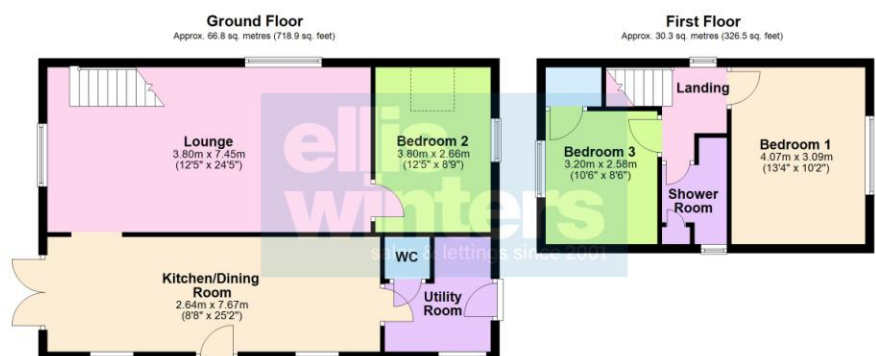 Ground Floor
Approx. 66.8 sq. metres (718.9 sq. feet)
Lounge
3.80m x 7.45m
(12'5" x 24'5")
Bedroom 2
3.80m x 2.66m
(12'5" x 8'9")
Kitchen/Dining
Room
2.64m x 7.67m
(8'8" x 25'2")
WC
Utility
Room
First Floor
Approx. 30.3 sq. metres (326.5 sq. feet)
Landing
Bedroom 1
4.07m x 3.09m
(13'4" x 10'2")
Bedroom 3
3.20m x 2.58m
(10'6" x 8'6")
Shower
Room
ellis
winters
sales & lettings since 2001